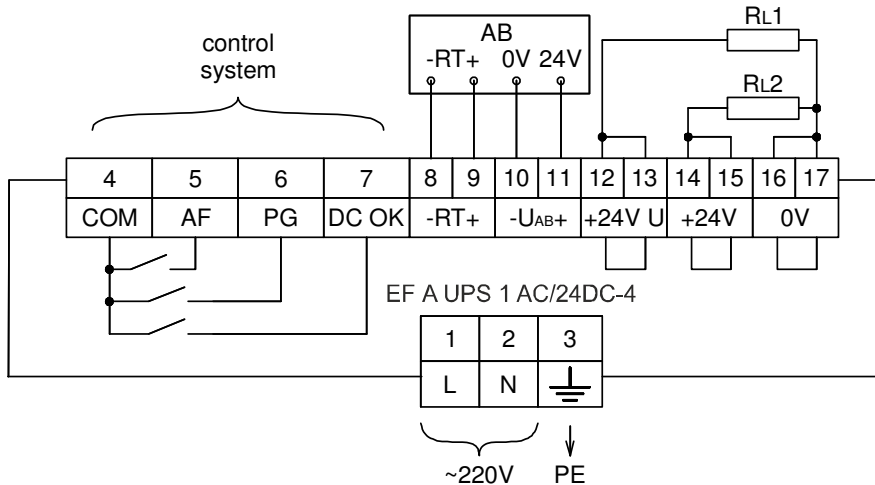 control
system
AB
-RT+ 0V 24V
RL1
RL2
4 5 6 7 8 9 10 11 12 13 14 15 16 17
COM AF PG DC OK -RT+ -UAB+ +24V U +24V 0V
EF A UPS 1 AC/24DC-4
1 2 3
L N
~220V PE